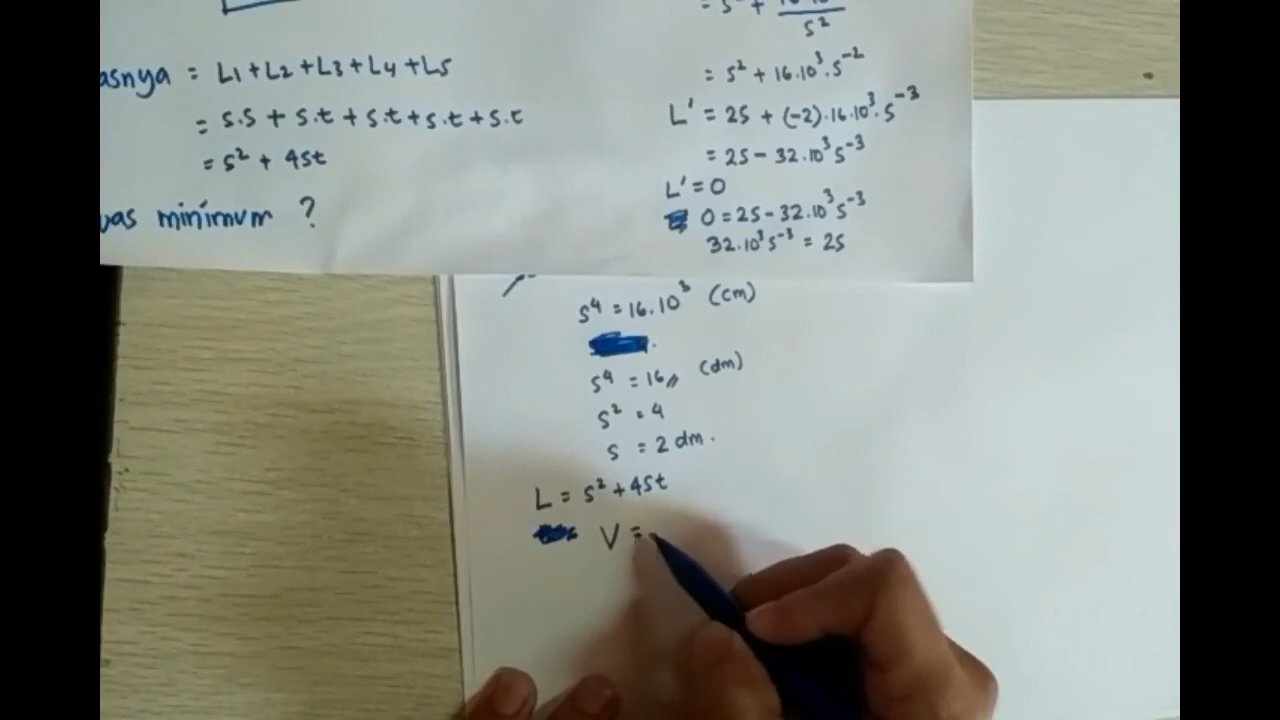 asnya = L1 + L2 + L3 + L4 + L5
= s.s + s.t + s.t + s.t + s.t
= s² + 4st
uas minimum ?
s²
= s² + 16.10³.s⁻²
L' = 2s + (-2).16.10³.s⁻³
= 2s - 32.10³s⁻³
L' = 0
0 = 2s - 32.10³s⁻³
32.10³s⁻³ = 2s
s⁴ = 16.10³ (cm)
s⁴ = 16 (dm)
s² = 4
s = 2 dm.
L = s² + 4st
V =